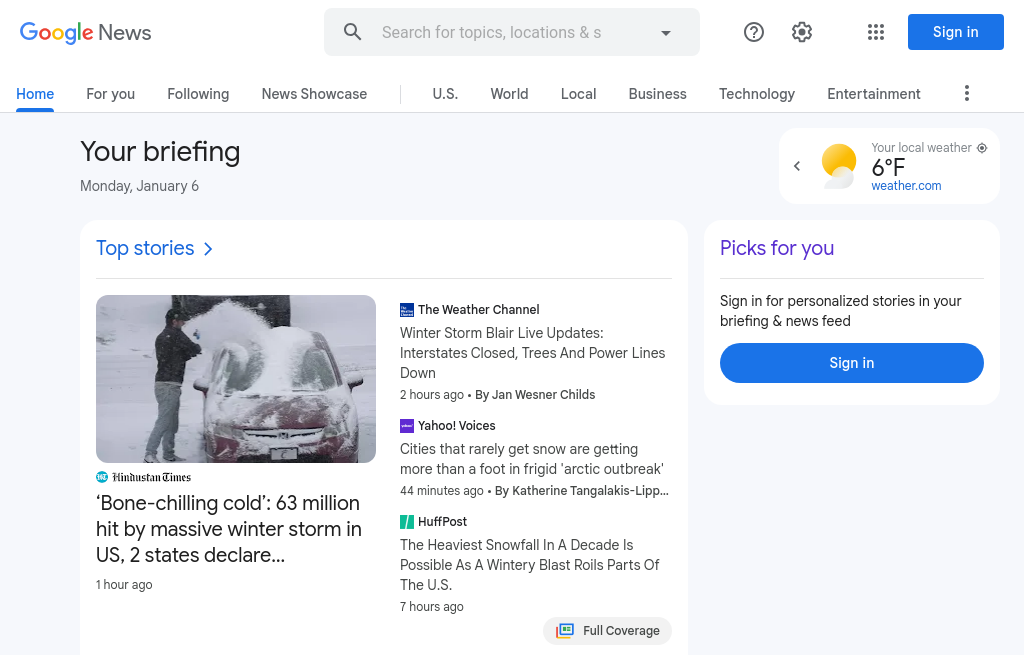 Google News
Search for topics, locations & s
Sign in
Home
For you
Following
News Showcase
U.S.
World
Local
Business
Technology
Entertainment
Your briefing
Monday, January 6
Your local weather
6°F
weather.com
Top stories
Hindustan Times
‘Bone-chilling cold’: 63 million
hit by massive winter storm in
US, 2 states declare...
1 hour ago
The Weather Channel
Winter Storm Blair Live Updates:
Interstates Closed, Trees And Power Lines
Down
2 hours ago • By Jan Wesner Childs
Yahoo! Voices
Cities that rarely get snow are getting
more than a foot in frigid 'arctic outbreak'
44 minutes ago • By Katherine Tangalakis-Lipp...
HuffPost
The Heaviest Snowfall In A Decade Is
Possible As A Wintery Blast Roils Parts Of
The U.S.
7 hours ago
Full Coverage
Picks for you
Sign in for personalized stories in your
briefing & news feed
Sign in